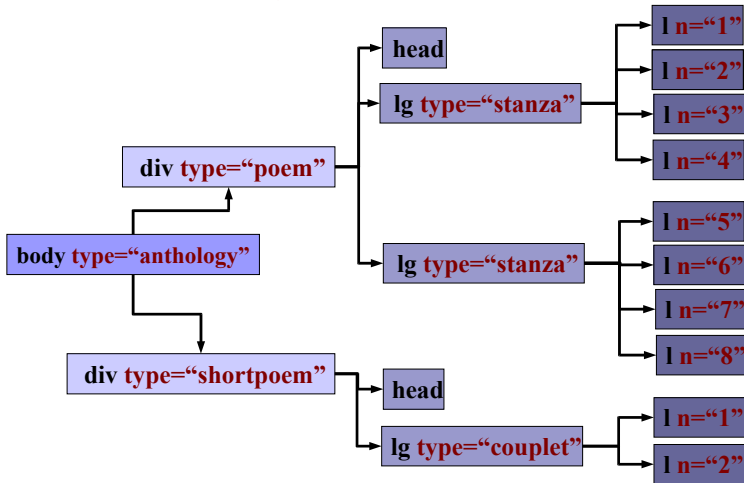 head
l n=“1”
l n=“2”
lg type=“stanza”
l n=“3”
l n=“4”
div type=“poem”
body type=“anthology”
l n=“5”
lg type=“stanza”
l n=“6”
l n=“7”
l n=“8”
div type=“shortpoem”
head
l n=“1”
lg type=“couplet”
l n=“2”